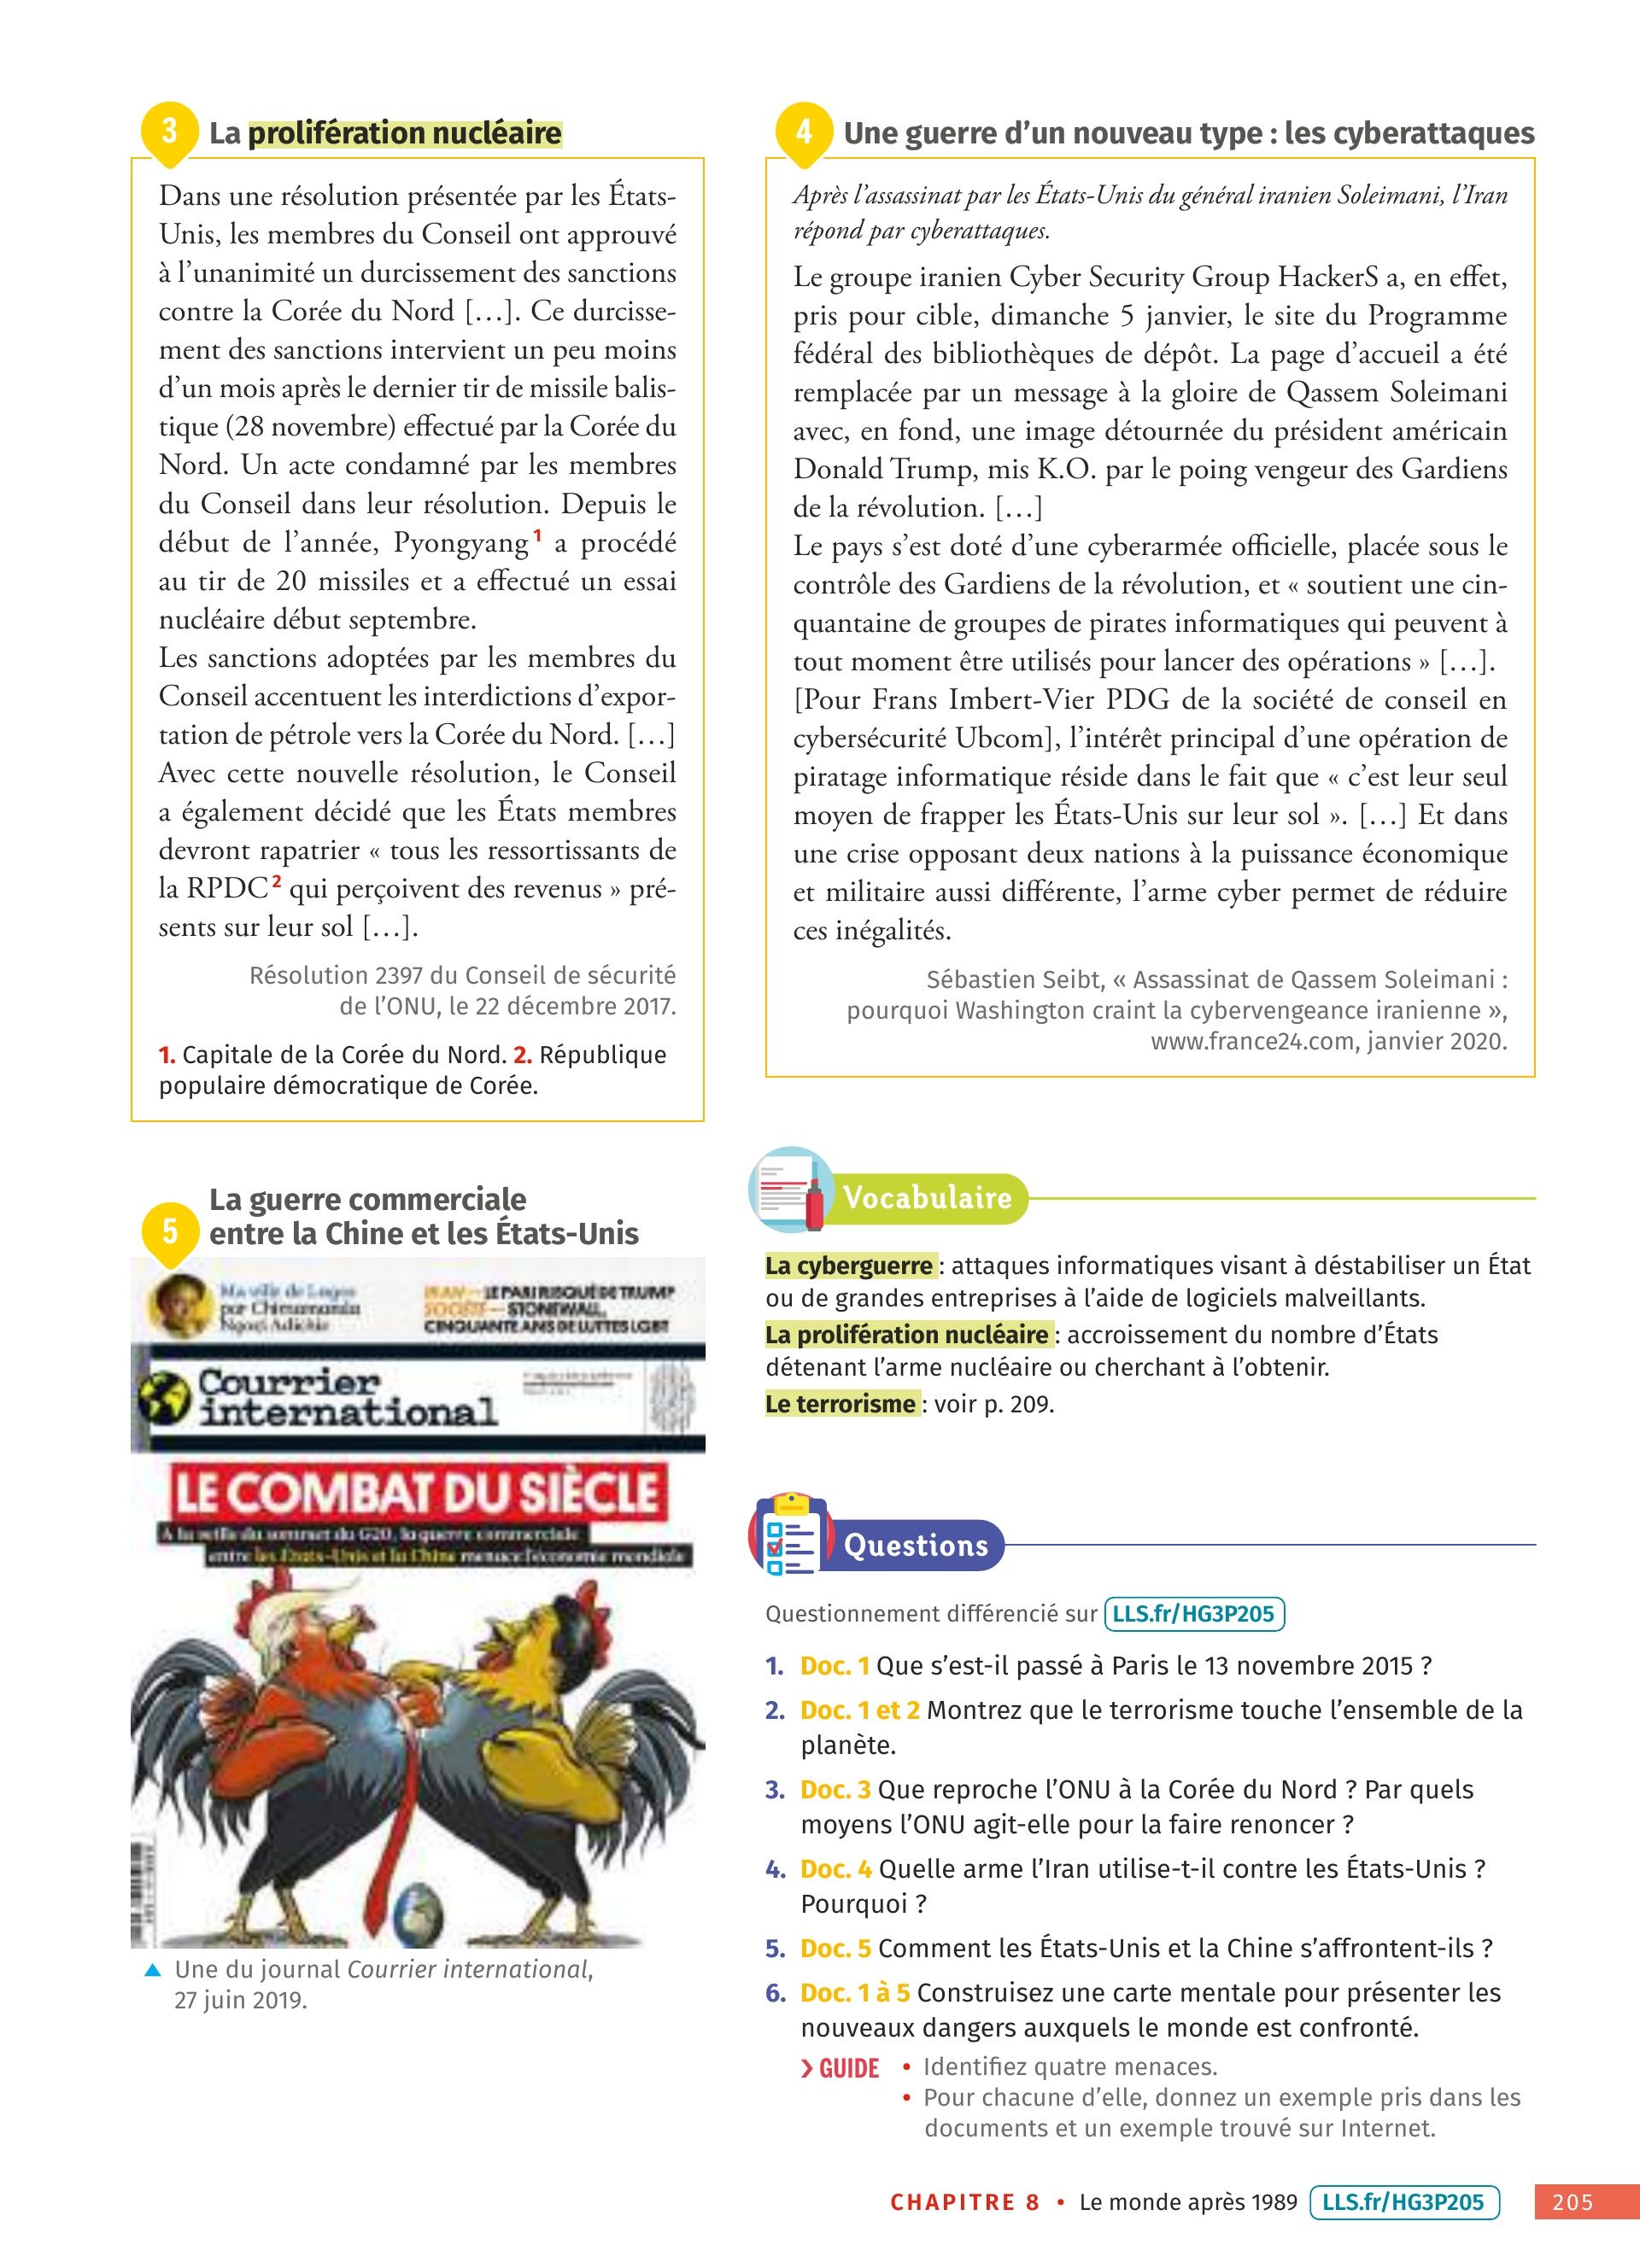 3
La prolifération nucléaire
Dans une résolution présentée par les États-
Unis, les membres du Conseil ont approuvé
à l’unanimité un durcissement des sanctions
contre la Corée du Nord […]. Ce durcisse-
ment des sanctions intervient un peu moins
d’un mois après le dernier tir de missile balis-
tique (28 novembre) effectué par la Corée du
Nord. Un acte condamné par les membres
du Conseil dans leur résolution. Depuis le
début de l’année, Pyongyang 1 a procédé
au tir de 20 missiles et a effectué un essai
nucléaire début septembre.
Les sanctions adoptées par les membres du
Conseil accentuent les interdictions d’expor-
tation de pétrole vers la Corée du Nord. […]
Avec cette nouvelle résolution, le Conseil
a également décidé que les États membres
devront rapatrier « tous les ressortissants de
la RPDC 2 qui perçoivent des revenus » pré-
sents sur leur sol […].
Résolution 2397 du Conseil de sécurité
de l’ONU, le 22 décembre 2017.
1. Capitale de la Corée du Nord. 2. République
populaire démocratique de Corée.
5
La guerre commerciale
entre la Chine et les États-Unis
Ma ville de Lagos
par Chimamanda
Ngozi Adichie
IRAN — LE PARI RISQUÉ DE TRUMP
SOCIÉTÉ — STONEWALL,
CINQUANTE ANS DE LUTTES LGBT
Courrier
international
LE COMBAT DU SIÈCLE
À la veille du sommet du G20, la guerre commerciale
entre les États-Unis et la Chine menace l’économie mondiale
▲ Une du journal Courrier international,
27 juin 2019.
4
Une guerre d’un nouveau type : les cyberattaques
Après l’assassinat par les États-Unis du général iranien Soleimani, l’Iran
répond par cyberattaques.
Le groupe iranien Cyber Security Group HackerS a, en effet,
pris pour cible, dimanche 5 janvier, le site du Programme
fédéral des bibliothèques de dépôt. La page d’accueil a été
remplacée par un message à la gloire de Qassem Soleimani
avec, en fond, une image détournée du président américain
Donald Trump, mis K.O. par le poing vengeur des Gardiens
de la révolution. […]
Le pays s’est doté d’une cyberarmée officielle, placée sous le
contrôle des Gardiens de la révolution, et « soutient une cin-
quantaine de groupes de pirates informatiques qui peuvent à
tout moment être utilisés pour lancer des opérations » […].
[Pour Frans Imbert-Vier PDG de la société de conseil en
cybersécurité Ubcom], l’intérêt principal d’une opération de
piratage informatique réside dans le fait que « c’est leur seul
moyen de frapper les États-Unis sur leur sol ». […] Et dans
une crise opposant deux nations à la puissance économique
et militaire aussi différente, l’arme cyber permet de réduire
ces inégalités.
Sébastien Seibt, « Assassinat de Qassem Soleimani :
pourquoi Washington craint la cybervengeance iranienne »,
www.france24.com, janvier 2020.
Vocabulaire
La cyberguerre : attaques informatiques visant à déstabiliser un État
ou de grandes entreprises à l’aide de logiciels malveillants.
La prolifération nucléaire : accroissement du nombre d’États
détenant l’arme nucléaire ou cherchant à l’obtenir.
Le terrorisme : voir p. 209.
Questions
Questionnement différencié sur LLS.fr/HG3P205
1. Doc. 1 Que s’est-il passé à Paris le 13 novembre 2015 ?
2. Doc. 1 et 2 Montrez que le terrorisme touche l’ensemble de la
planète.
3. Doc. 3 Que reproche l’ONU à la Corée du Nord ? Par quels
moyens l’ONU agit-elle pour la faire renoncer ?
4. Doc. 4 Quelle arme l’Iran utilise-t-il contre les États-Unis ?
Pourquoi ?
5. Doc. 5 Comment les États-Unis et la Chine s’affrontent-ils ?
6. Doc. 1 à 5 Construisez une carte mentale pour présenter les
nouveaux dangers auxquels le monde est confronté.
› GUIDE • Identifiez quatre menaces.
• Pour chacune d’elle, donnez un exemple pris dans les
documents et un exemple trouvé sur Internet.
CHAPITRE 8 • Le monde après 1989 LLS.fr/HG3P205 205